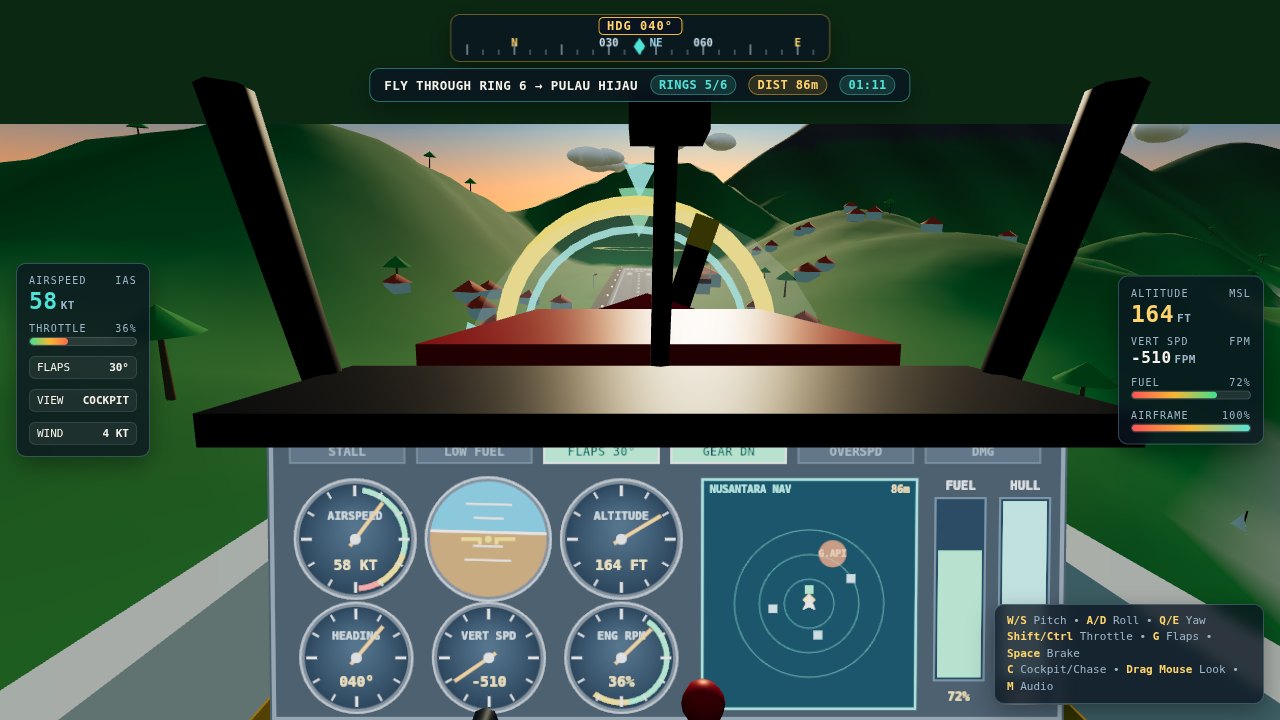 HDG 040°
N 030 NE 060 E
FLY THROUGH RING 6 → PULAU HIJAU RINGS 5/6 DIST 86m 01:11
AIRSPEED IAS
58 KT
THROTTLE 36%
FLAPS 30°
VIEW COCKPIT
WIND 4 KT
ALTITUDE MSL
164 FT
VERT SPD FPM
-510 FPM
FUEL 72%
AIRFRAME 100%
STALL LOW FUEL FLAPS 30° GEAR DN OVERSPD DMG
AIRSPEED
58 KT
ALTITUDE
164 FT
HEADING
040°
VERT SPD
-510
ENG RPM
36%
NUSANTARA NAV 86m
G.API
FUEL HULL
72%
W/S Pitch • A/D Roll • Q/E Yaw
Shift/Ctrl Throttle • G Flaps •
Space Brake
C Cockpit/Chase • Drag Mouse Look •
M Audio